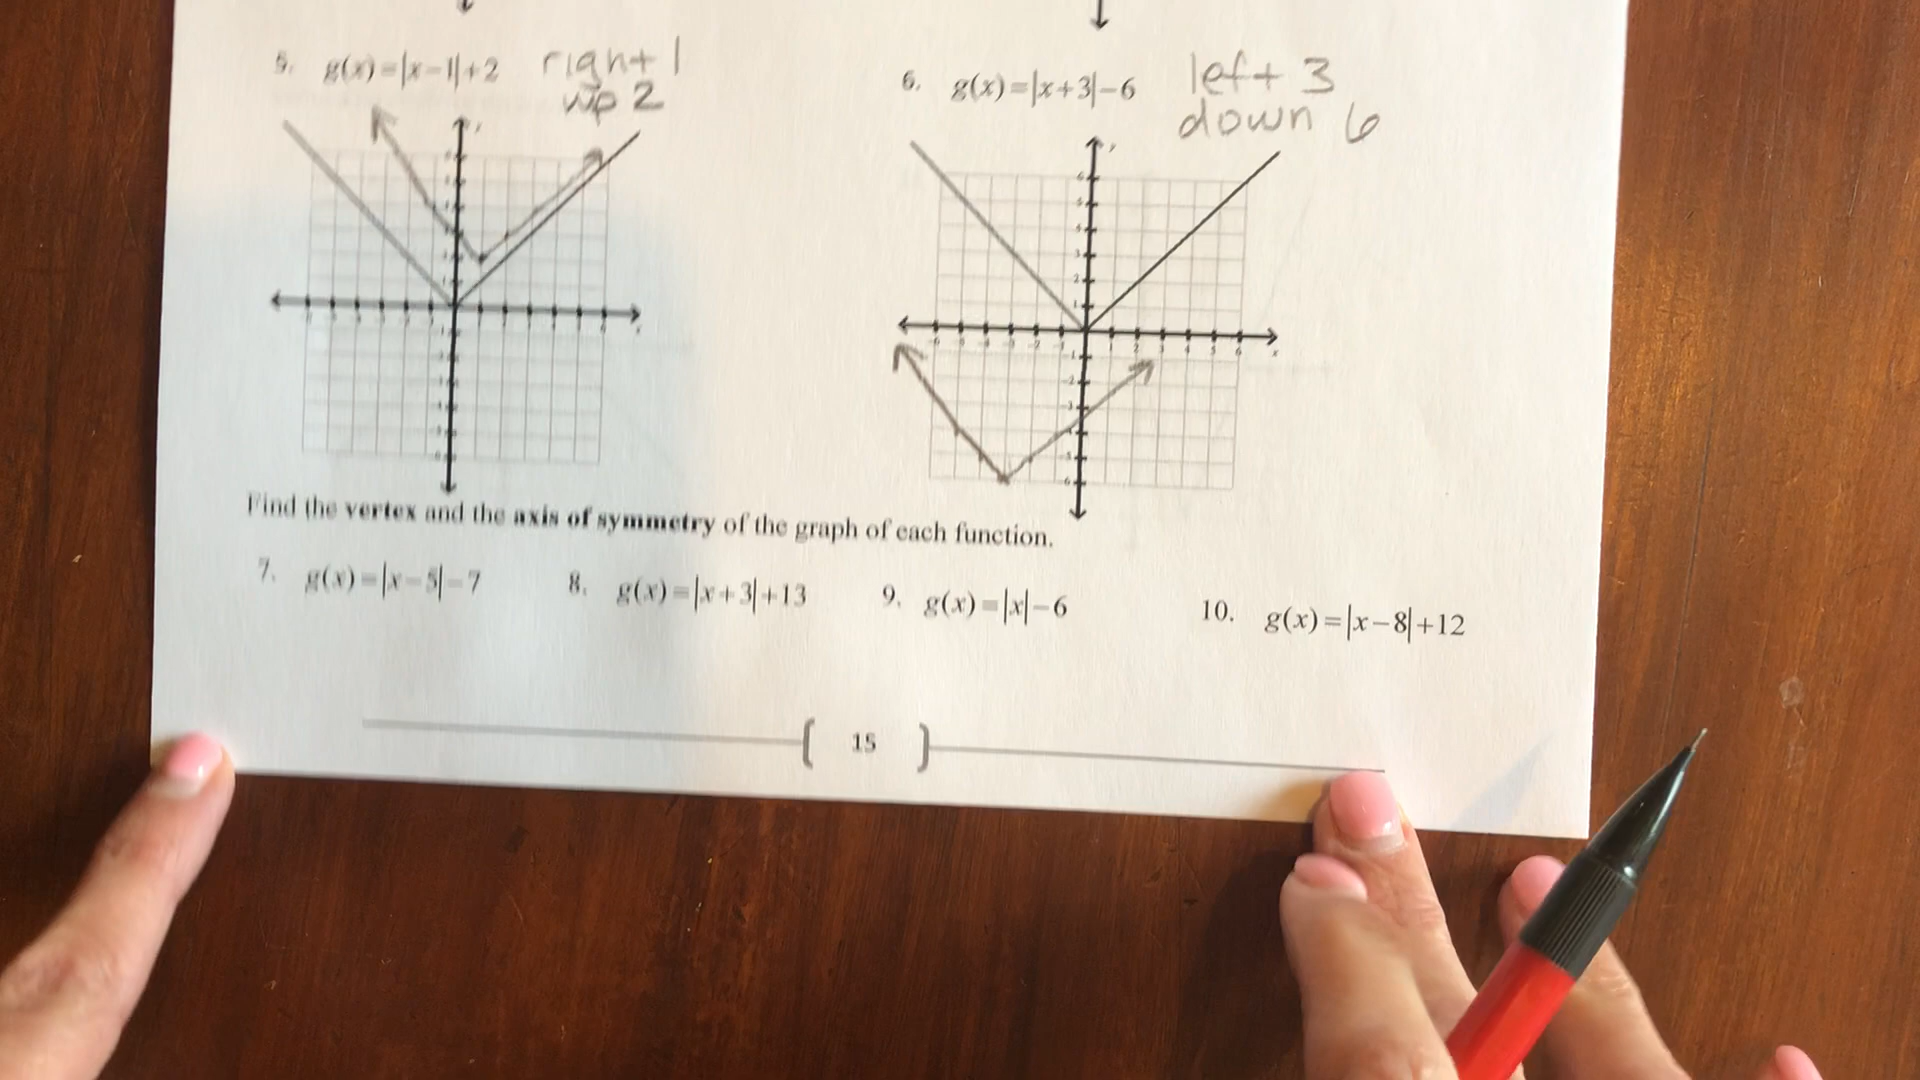 5. g(x)=|x−1|+2 right 1
up 2
6. g(x)=|x+3|−6 left 3
down 6
Find the vertex and the axis of symmetry of the graph of each function.
7. g(x)=|x−5|−7 8. g(x)=|x+3|+13 9. g(x)=|x|−6 10. g(x)=|x−8|+12
15